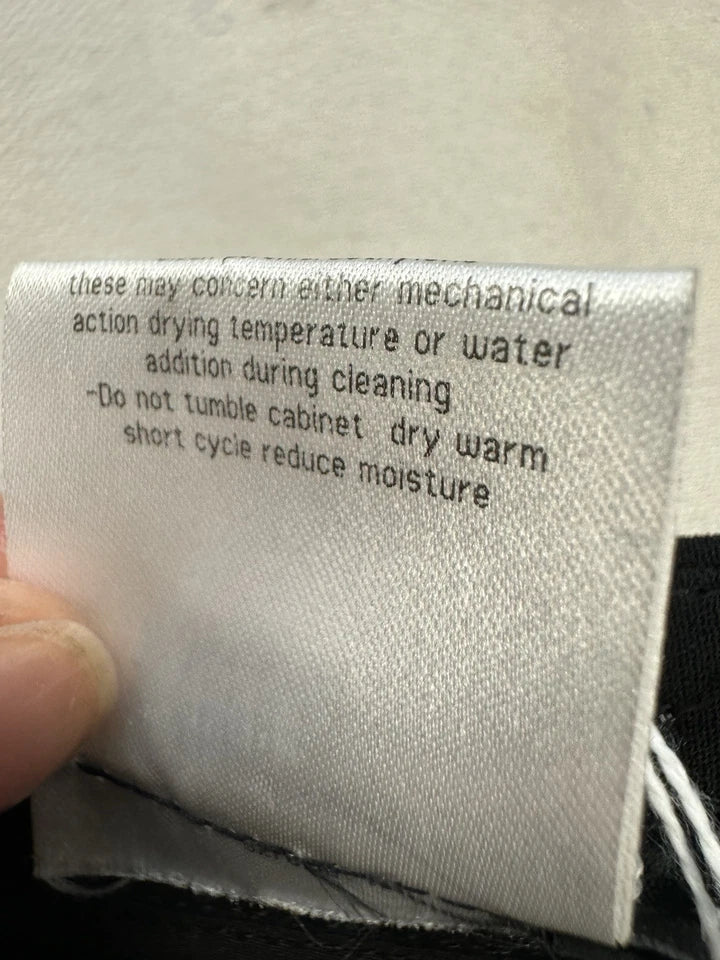 these may concern either mechanical
action drying temperature or water
addition during cleaning
-Do not tumble cabinet dry warm
short cycle reduce moisture